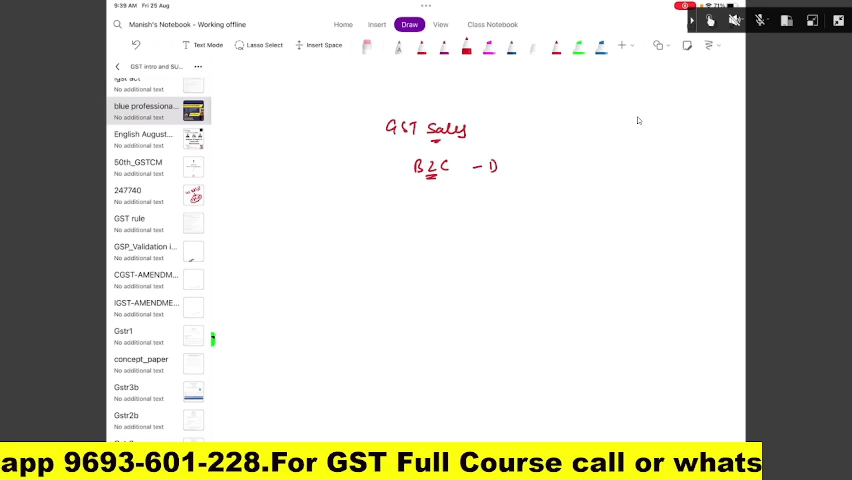 9:39 AM Fri 25 Aug
71%
Manish's Notebook - Working offline
Home Insert Draw View Class Notebook
Text Mode Lasso Select Insert Space
GST intro and SU...
igst act
No additional text
blue professiona...
No additional text
English August...
No additional text
50th_GSTCM
No additional text
247740
No additional text
GST rule
No additional text
GSP_Validation i...
No additional text
CGST-AMENDM...
No additional text
IGST-AMENDME...
No additional text
Gstr1
No additional text
concept_paper
No additional text
Gstr3b
No additional text
Gstr2b
No additional text
GST Sales
B2C - D
app 9693-601-228.For GST Full Course call or whats